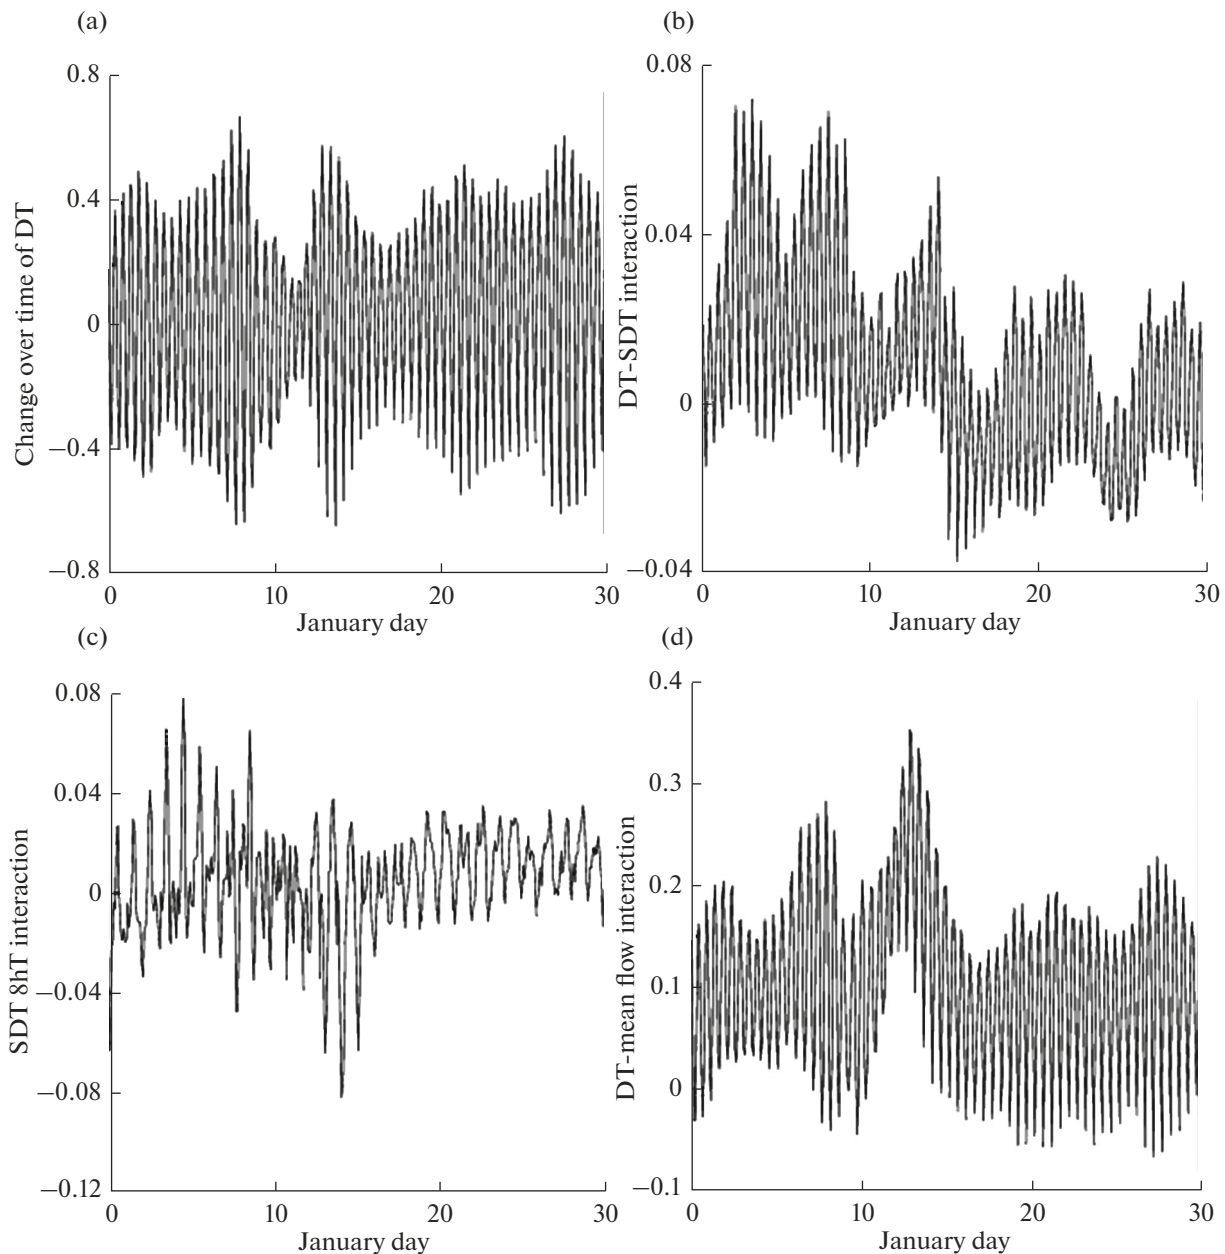 (a)
0.8
0.4
0
−0.4
−0.8
Change over time of DT
0 10 20 30
January day
(b)
0.08
0.04
0
−0.04
DT-SDT interaction
0 10 20 30
January day
(c)
0.08
0.04
0
−0.04
−0.08
−0.12
SDT 8hT interaction
0 10 20 30
January day
(d)
0.4
0.3
0.2
0.1
0
−0.1
DT-mean flow interaction
0 10 20 30
January day